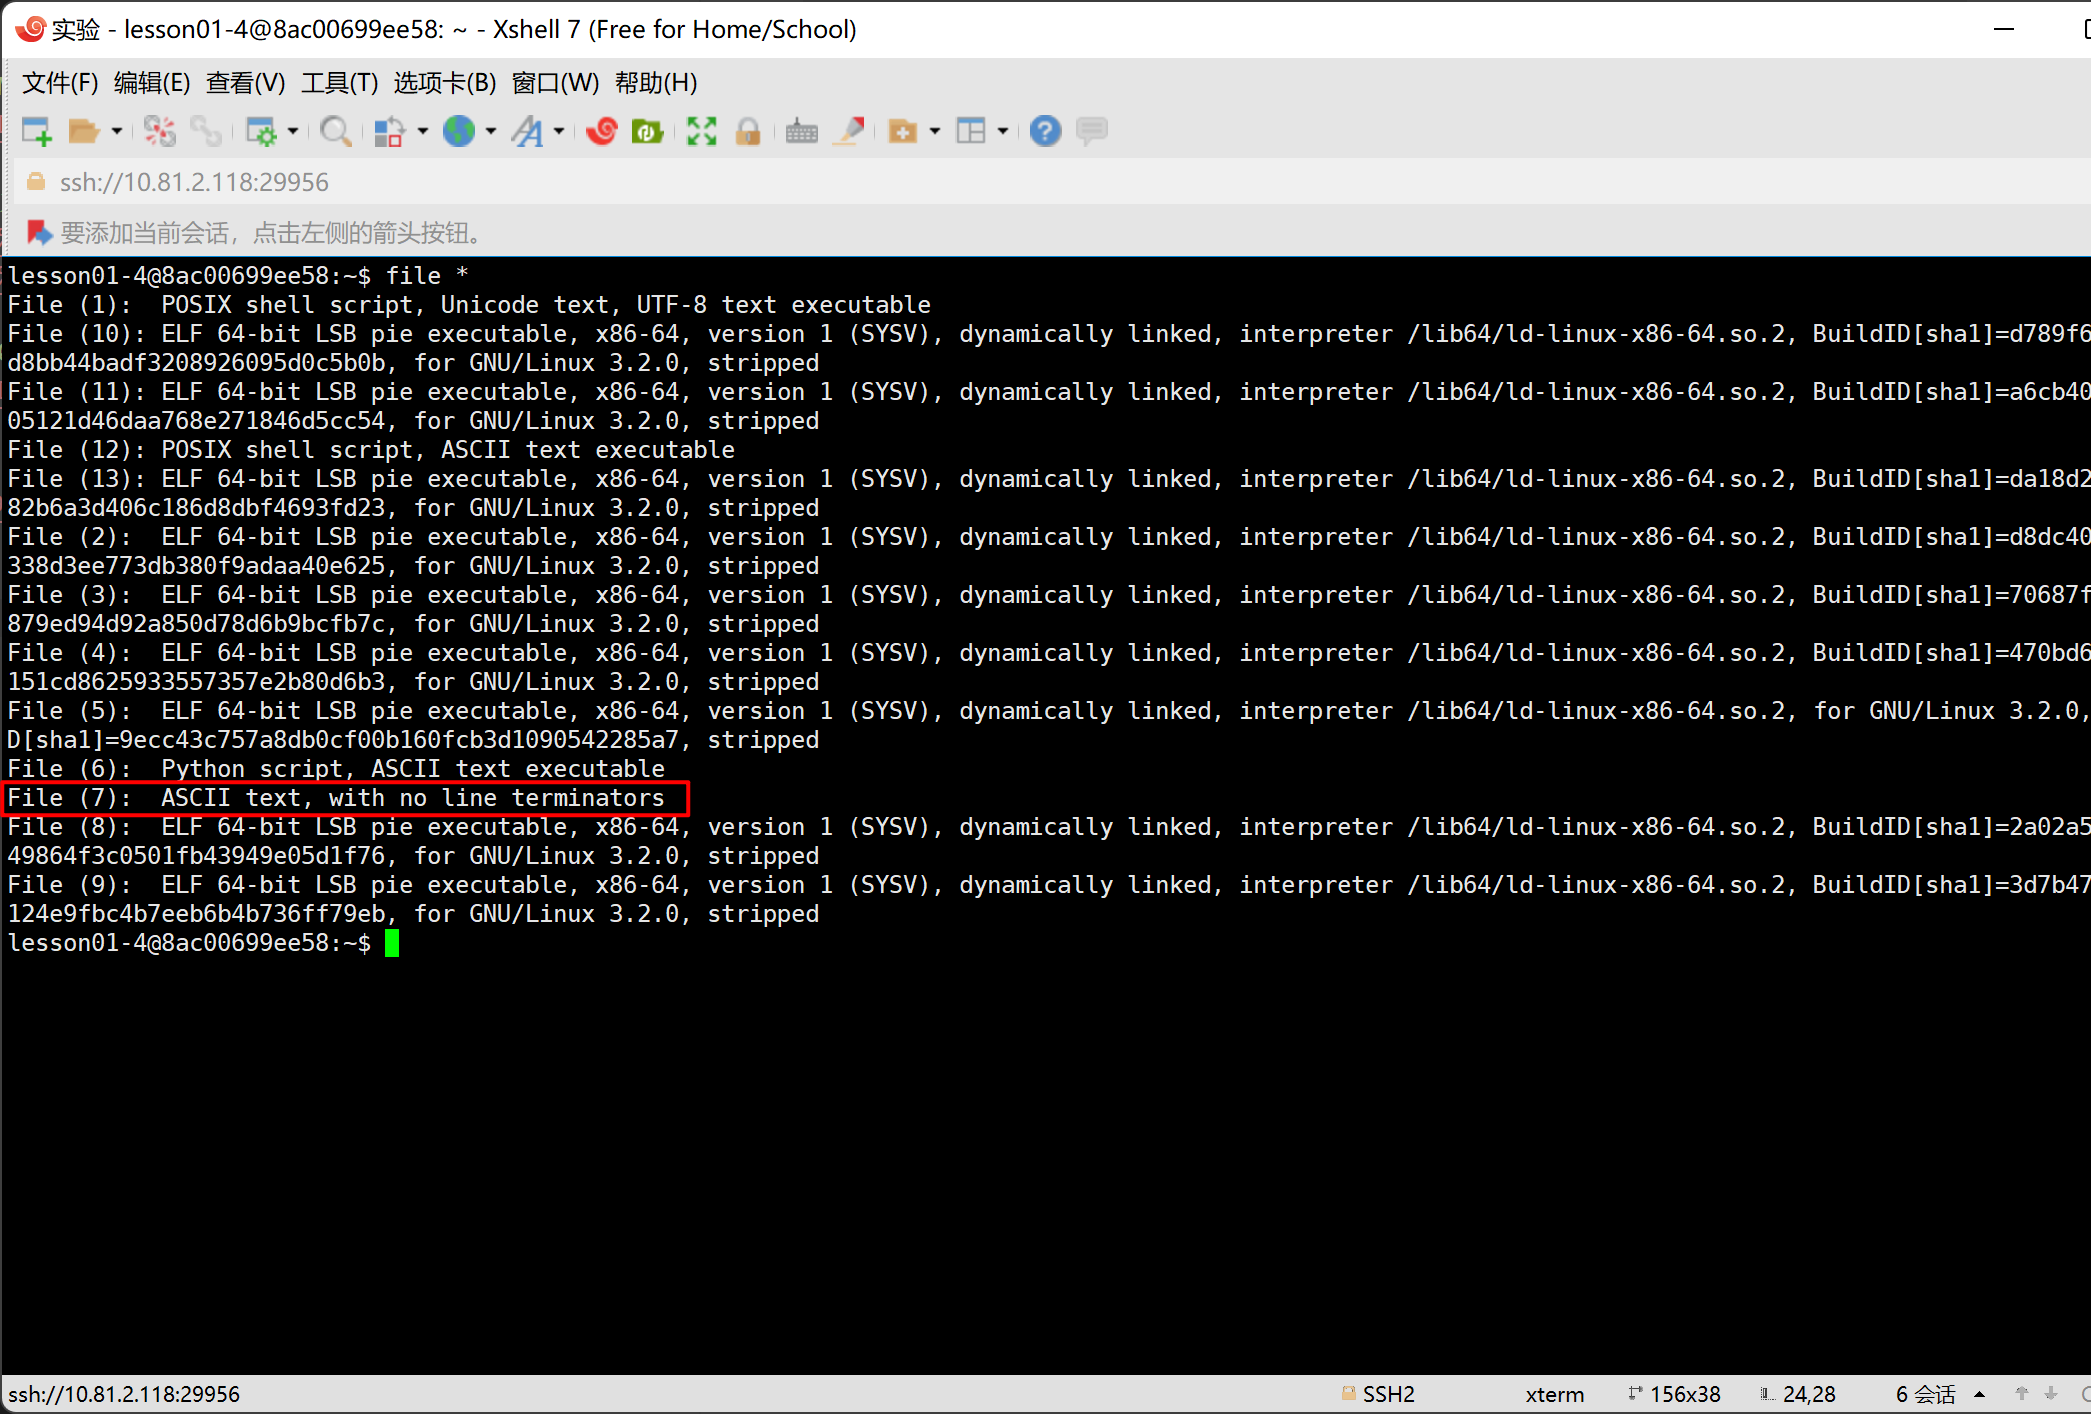 实验 - lesson01-4@8ac00699ee58: ~ - Xshell 7 (Free for Home/School)
文件(F) 编辑(E) 查看(V) 工具(T) 选项卡(B) 窗口(W) 帮助(H)
ssh://10.81.2.118:29956
要添加当前会话，点击左侧的箭头按钮。
lesson01-4@8ac00699ee58:~$ file *
File (1):  POSIX shell script, Unicode text, UTF-8 text executable
File (10): ELF 64-bit LSB pie executable, x86-64, version 1 (SYSV), dynamically linked, interpreter /lib64/ld-linux-x86-64.so.2, BuildID[sha1]=d789f6
d8bb44badf3208926095d0c5b0b, for GNU/Linux 3.2.0, stripped
File (11): ELF 64-bit LSB pie executable, x86-64, version 1 (SYSV), dynamically linked, interpreter /lib64/ld-linux-x86-64.so.2, BuildID[sha1]=a6cb40
05121d46daa768e271846d5cc54, for GNU/Linux 3.2.0, stripped
File (12): POSIX shell script, ASCII text executable
File (13): ELF 64-bit LSB pie executable, x86-64, version 1 (SYSV), dynamically linked, interpreter /lib64/ld-linux-x86-64.so.2, BuildID[sha1]=da18d2
82b6a3d406c186d8dbf4693fd23, for GNU/Linux 3.2.0, stripped
File (2):  ELF 64-bit LSB pie executable, x86-64, version 1 (SYSV), dynamically linked, interpreter /lib64/ld-linux-x86-64.so.2, BuildID[sha1]=d8dc40
338d3ee773db380f9adaa40e625, for GNU/Linux 3.2.0, stripped
File (3):  ELF 64-bit LSB pie executable, x86-64, version 1 (SYSV), dynamically linked, interpreter /lib64/ld-linux-x86-64.so.2, BuildID[sha1]=70687f
879ed94d92a850d78d6b9bcfb7c, for GNU/Linux 3.2.0, stripped
File (4):  ELF 64-bit LSB pie executable, x86-64, version 1 (SYSV), dynamically linked, interpreter /lib64/ld-linux-x86-64.so.2, BuildID[sha1]=470bd6
151cd8625933557357e2b80d6b3, for GNU/Linux 3.2.0, stripped
File (5):  ELF 64-bit LSB pie executable, x86-64, version 1 (SYSV), dynamically linked, interpreter /lib64/ld-linux-x86-64.so.2, for GNU/Linux 3.2.0,
D[sha1]=9ecc43c757a8db0cf00b160fcb3d1090542285a7, stripped
File (6):  Python script, ASCII text executable
File (7):  ASCII text, with no line terminators
File (8):  ELF 64-bit LSB pie executable, x86-64, version 1 (SYSV), dynamically linked, interpreter /lib64/ld-linux-x86-64.so.2, BuildID[sha1]=2a02a5
49864f3c0501fb43949e05d1f76, for GNU/Linux 3.2.0, stripped
File (9):  ELF 64-bit LSB pie executable, x86-64, version 1 (SYSV), dynamically linked, interpreter /lib64/ld-linux-x86-64.so.2, BuildID[sha1]=3d7b47
124e9fbc4b7eeb6b4b736ff79eb, for GNU/Linux 3.2.0, stripped
lesson01-4@8ac00699ee58:~$
ssh://10.81.2.118:29956 SSH2 xterm 156x38 24,28 6 会话